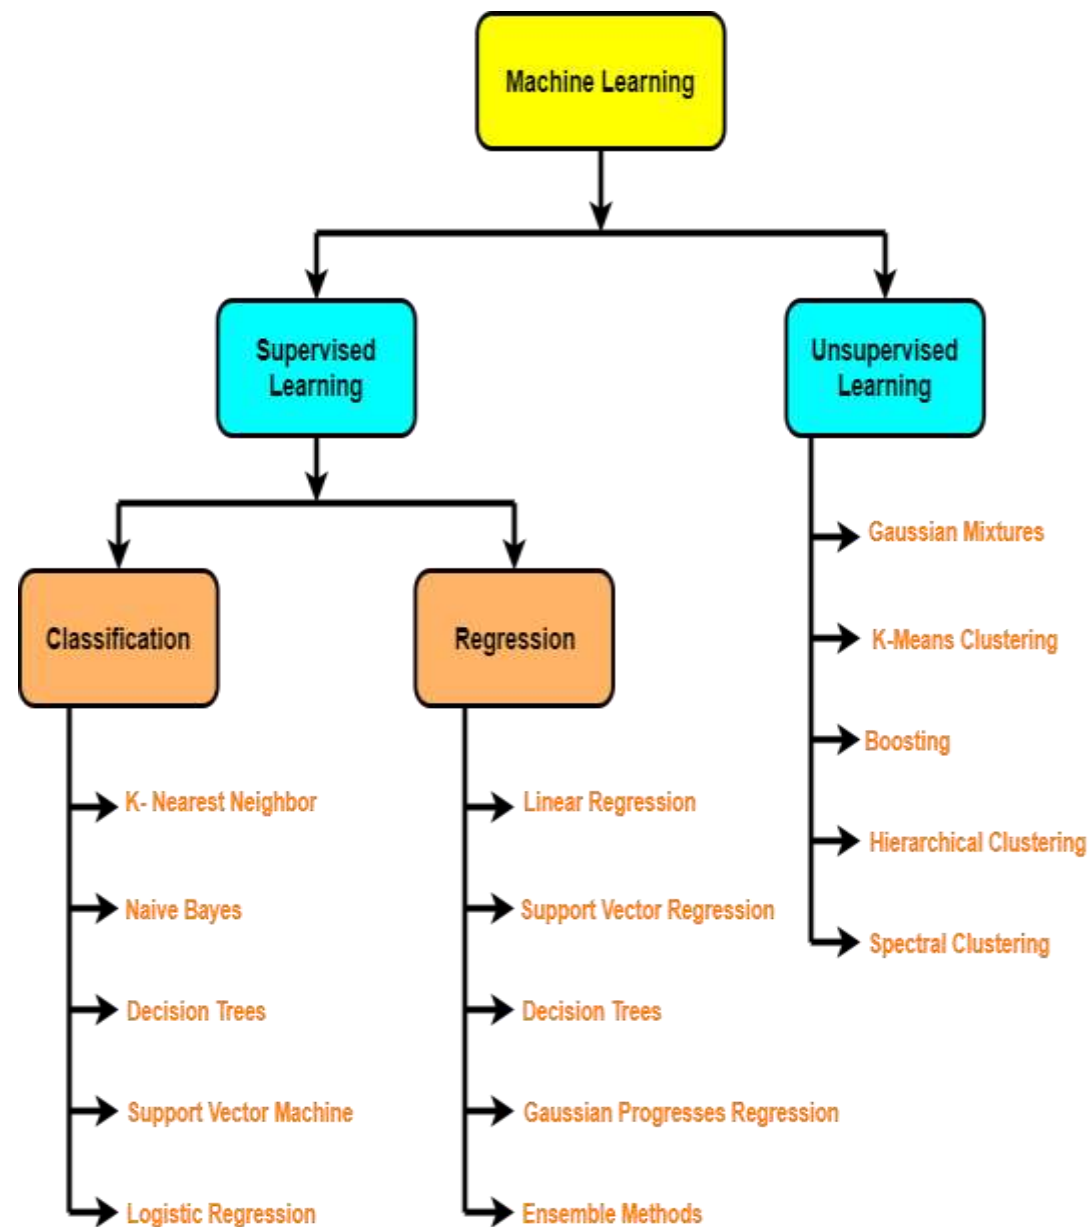 Machine Learning
Supervised
Learning
Unsupervised
Learning
Classification
Regression
Gaussian Mixtures
K-Means Clustering
Boosting
Hierarchical Clustering
Spectral Clustering
K- Nearest Neighbor
Naive Bayes
Decision Trees
Support Vector Machine
Logistic Regression
Linear Regression
Support Vector Regression
Decision Trees
Gaussian Progresses Regression
Ensemble Methods